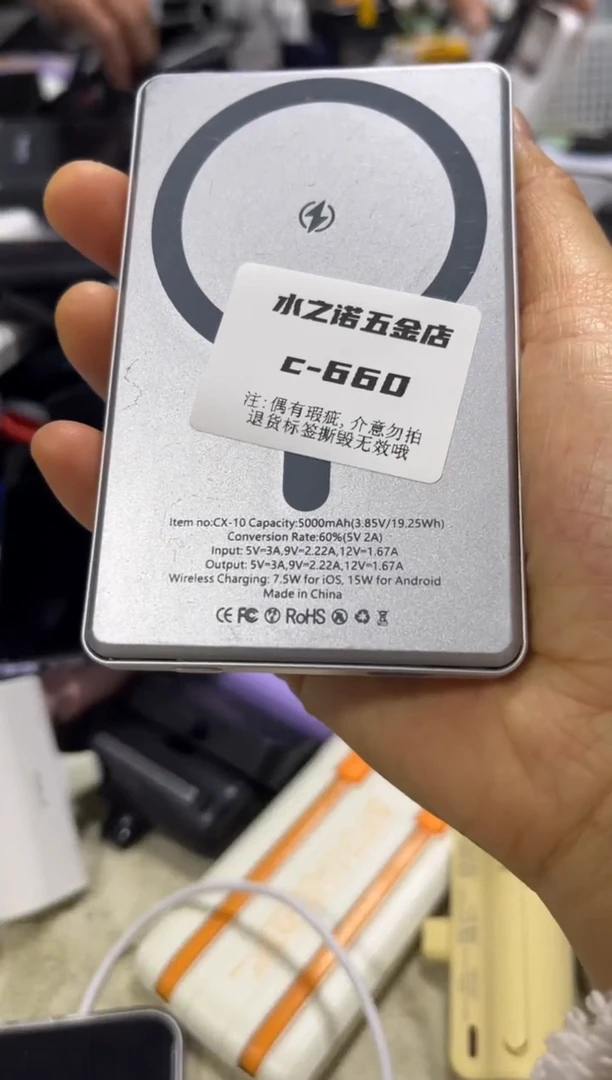 水之诺五金店
c-660
注:偶有瑕疵,介意勿拍
退货标签撕毁无效哦
Item no:CX-10 Capacity:5000mAh(3.85V/19.25Wh)
Conversion Rate:60%(5V 2A)
Input: 5V=3A,9V=2.22A,12V=1.67A
Output: 5V=3A,9V=2.22A,12V=1.67A
Wireless Charging: 7.5W for iOS, 15W for Android
Made in China
CE FC RoHS